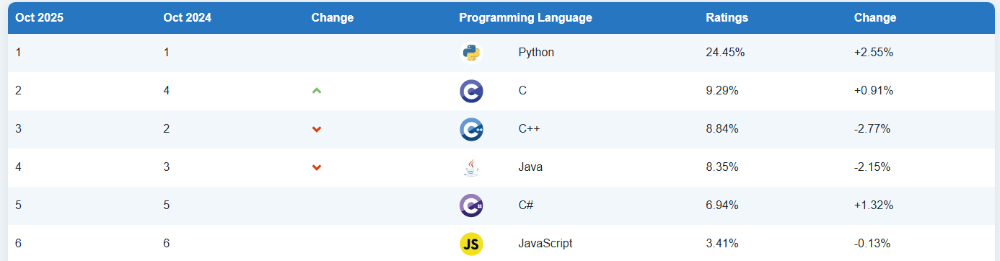 Oct 2025 Oct 2024 Change Programming Language Ratings Change
1 1 Python 24.45% +2.55%
2 4 C 9.29% +0.91%
3 2 C++ 8.84% -2.77%
4 3 Java 8.35% -2.15%
5 5 C# 6.94% +1.32%
6 6 JS JavaScript 3.41% -0.13%